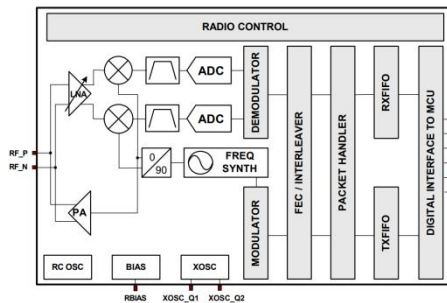 RADIO CONTROL
LNA
ADC
ADC
DEMODULATOR
FEC / INTERLEAVER
PACKET HANDLER
RXFIFO
DIGITAL INTERFACE TO MCU
RF_P
RF_N
0
90
FREQ
SYNTH
PA
MODULATOR
TXFIFO
RC OSC
BIAS
XOSC
RBIAS
XOSC_Q1
XOSC_Q2